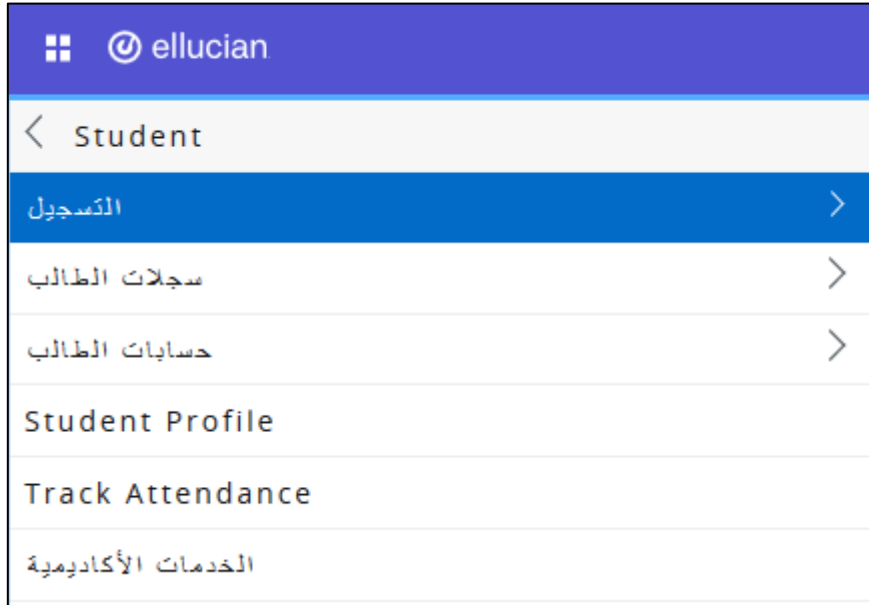 ellucian
Student
التسجيل
سجلات الطالب
حسابات الطالب
Student Profile
Track Attendance
الخدمات الأكاديمية